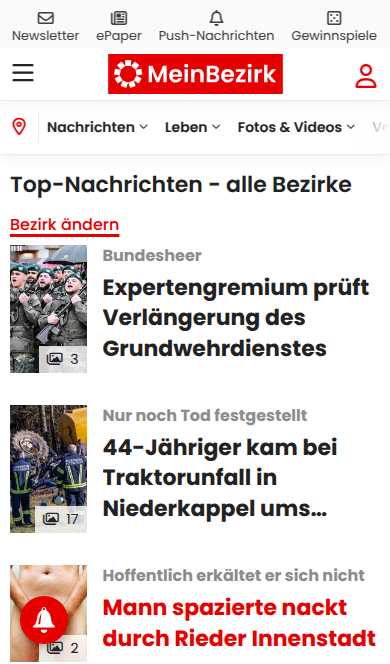 Newsletter ePaper Push-Nachrichten Gewinnspiele
MeinBezirk
Nachrichten Leben Fotos & Videos
Top-Nachrichten - alle Bezirke
Bezirk ändern
Bundesheer
Expertengremium prüft
Verlängerung des
Grundwehrdienstes
3
Nur noch Tod festgestellt
44-Jähriger kam bei
Traktorunfall in
Niederkappel ums...
17
Hoffentlich erkältet er sich nicht
Mann spazierte nackt
durch Rieder Innenstadt
2